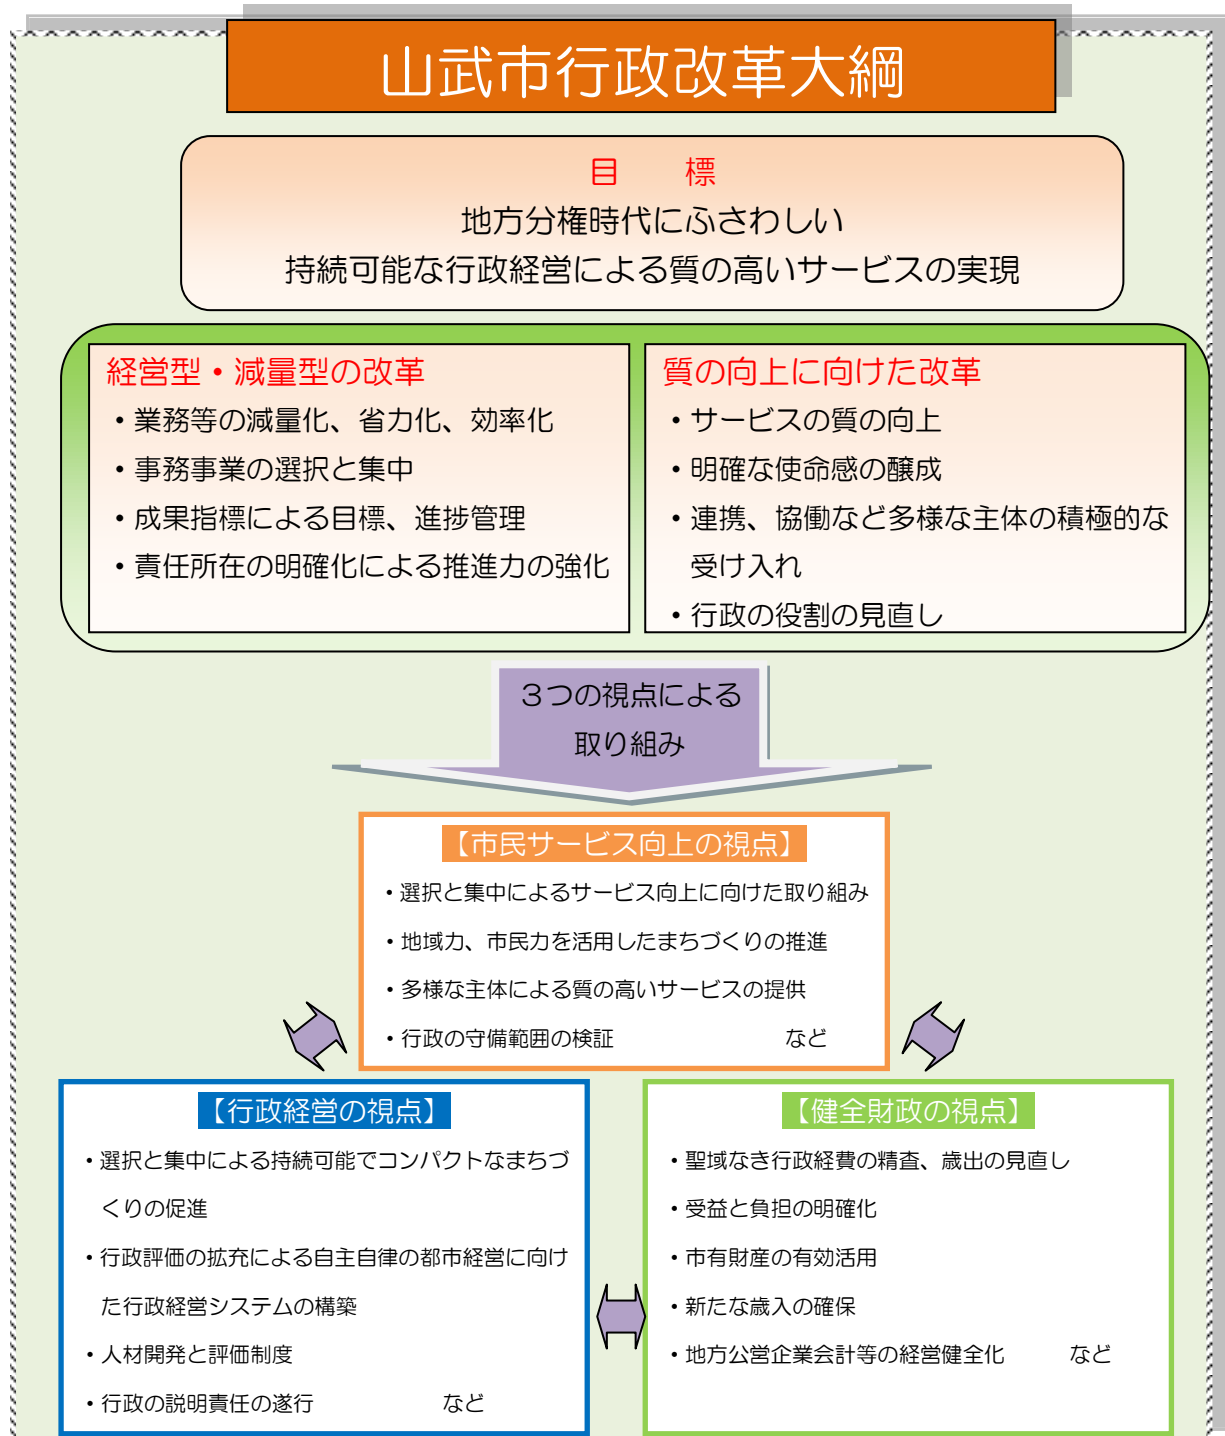 山武市行政改革大綱
目　　標
地方分権時代にふさわしい
持続可能な行政経営による質の高いサービスの実現
経営型・減量型の改革
・業務等の減量化、省力化、効率化
・事務事業の選択と集中
・成果指標による目標、進捗管理
・責任所在の明確化による推進力の強化
質の向上に向けた改革
・サービスの質の向上
・明確な使命感の醸成
・連携、協働など多様な主体の積極的な
受け入れ
・行政の役割の見直し
３つの視点による
取り組み
【市民サービス向上の視点】
・選択と集中によるサービス向上に向けた取り組み
・地域力、市民力を活用したまちづくりの推進
・多様な主体による質の高いサービスの提供
・行政の守備範囲の検証　　　　　　　　など
【行政経営の視点】
・選択と集中による持続可能でコンパクトなまちづ
くりの促進
・行政評価の拡充による自主自律の都市経営に向け
た行政経営システムの構築
・人材開発と評価制度
・行政の説明責任の遂行　　　　　　など
【健全財政の視点】
・聖域なき行政経費の精査、歳出の見直し
・受益と負担の明確化
・市有財産の有効活用
・新たな歳入の確保
・地方公営企業会計等の経営健全化　　　など